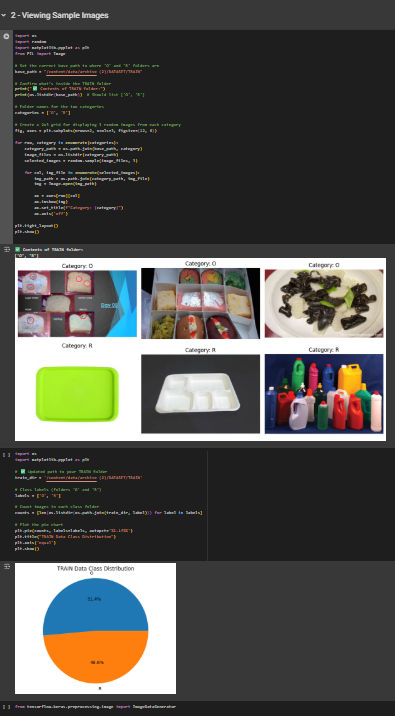 2 - Viewing Sample Images
import os
import random
import matplotlib.pyplot as plt
from PIL import Image
# Set the correct base path to where "O" and "R" folders are
base_path = "/content/data/archive (2)/DATASET/TRAIN"
# Confirm what's inside the TRAIN folder
print("✅ Contents of TRAIN folder:")
print(os.listdir(base_path)) # Should list ['O', 'R']
# Folder names for the two categories
categories = ['O', 'R']
# Create a 2x3 grid for displaying 3 random images from each category
fig, axes = plt.subplots(nrows=2, ncols=3, figsize=(12, 6))
for row, category in enumerate(categories):
category_path = os.path.join(base_path, category)
image_files = os.listdir(category_path)
selected_images = random.sample(image_files, 3)
for col, img_file in enumerate(selected_images):
img_path = os.path.join(category_path, img_file)
img = Image.open(img_path)
ax = axes[row][col]
ax.imshow(img)
ax.set_title(f"Category: {category}")
ax.axis("off")
plt.tight_layout()
plt.show()
✅ Contents of TRAIN folder:
['O', 'R']
Category: O
Category: O
Category: O
Category: R
Category: R
Category: R
[ ]
import os
import matplotlib.pyplot as plt
# ✅ Updated path to your TRAIN folder
train_dir = "/content/data/archive (2)/DATASET/TRAIN"
# Class labels (folders 'O' and 'R')
labels = ['O', 'R']
# Count images in each class folder
counts = [len(os.listdir(os.path.join(train_dir, label))) for label in labels]
# Plot the pie chart
plt.pie(counts, labels=labels, autopct='%1.1f%%')
plt.title("TRAIN Data Class Distribution")
plt.axis("equal")
plt.show()
TRAIN Data Class Distribution
O
R
[ ]
from tensorflow.keras.preprocessing.image import ImageDataGenerator